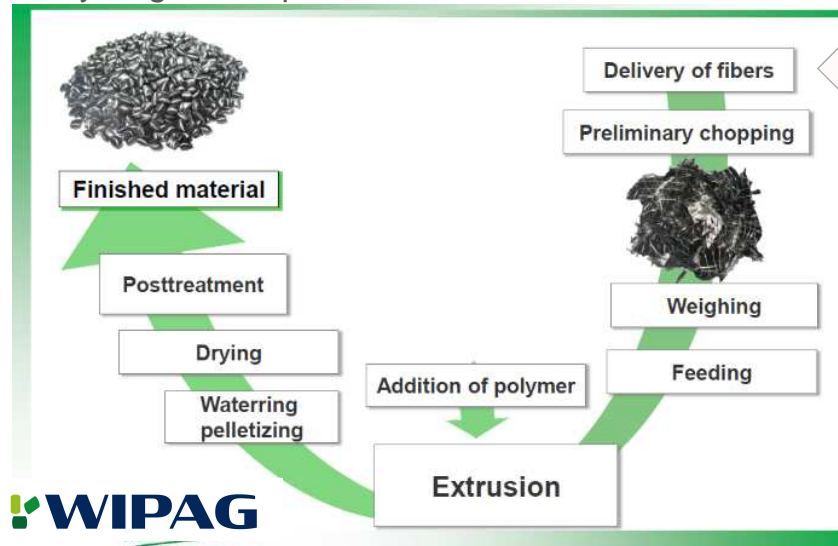 Delivery of fibers
Preliminary chopping
Weighing
Feeding
Addition of polymer
Extrusion
Waterring
pelletizing
Drying
Posttreatment
Finished material
WIPAG